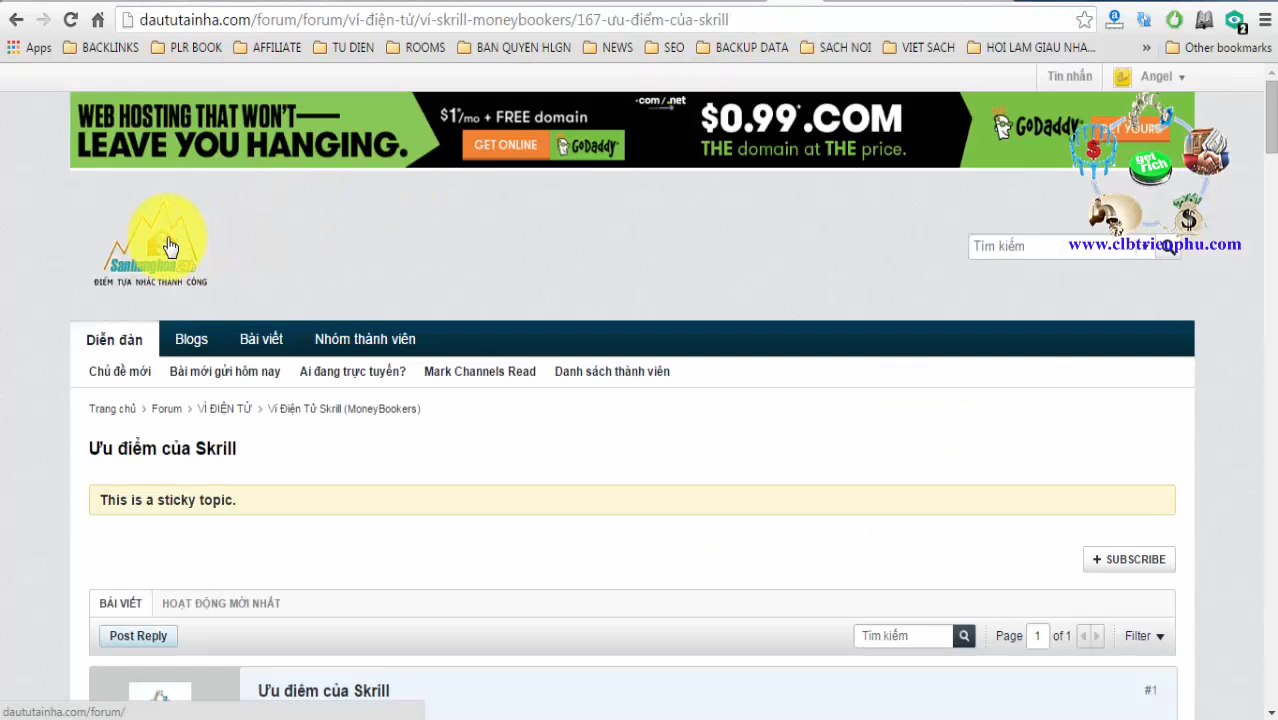 daututainha.com/forum/forum/ví-điện-tử/ví-skrill-moneybookers/167-ưu-điểm-của-skrill
2
Apps BACKLINKS PLR BOOK AFFILIATE TU DIEN ROOMS BAN QUYEN HLGN NEWS SEO BACKUP DATA SACH NOI VIET SACH HOI LAM GIAU NHA... » Other bookmarks
Tin nhắn Angel
WEB HOSTING THAT WON'T—
LEAVE YOU HANGING.
$1*/mo + FREE domain
GET ONLINE GoDaddy
.com/.net
$0.99*.COM
THE domain at THE price.
GoDaddy
get
rich
www.clbtrieuphu.com
Tìm kiếm
ĐIỂM TỰA NHẤC THÀNH CÔNG
Diễn đàn Blogs Bài viết Nhóm thành viên
Chủ đề mới Bài mới gửi hôm nay Ai đang trực tuyến? Mark Channels Read Danh sách thành viên
Trang chủ > Forum > VÍ ĐIỆN TỬ > Ví Điện Tử Skrill (MoneyBookers)
Ưu điểm của Skrill
This is a sticky topic.
+ SUBSCRIBE
BÀI VIẾT HOẠT ĐỘNG MỚI NHẤT
Post Reply Tìm kiếm Page 1 of 1 Filter
Ưu điểm của Skrill #1
daututainha.com/forum/